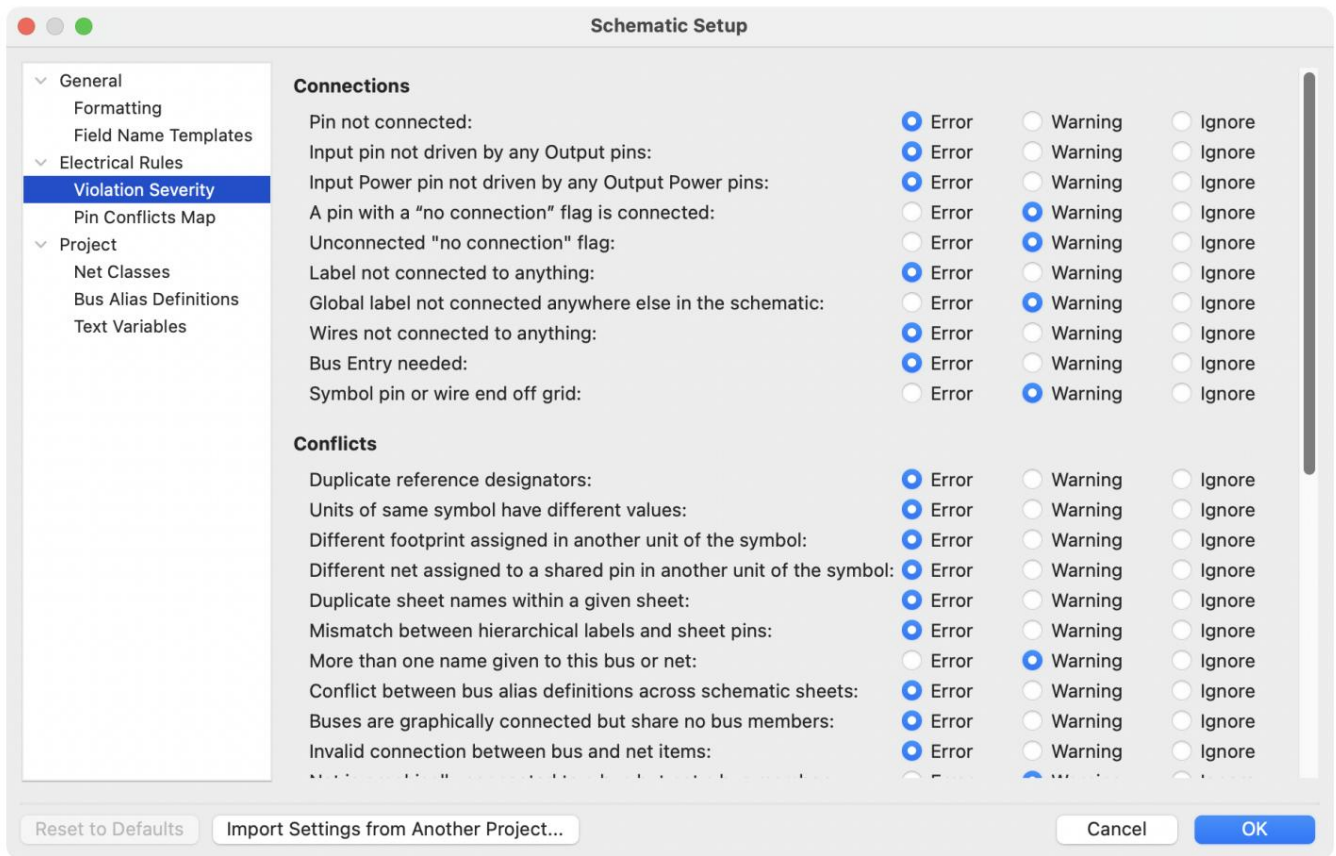 Schematic Setup
General
Formatting
Field Name Templates
Electrical Rules
Violation Severity
Pin Conflicts Map
Project
Net Classes
Bus Alias Definitions
Text Variables
Connections
Pin not connected: Error Warning Ignore
Input pin not driven by any Output pins: Error Warning Ignore
Input Power pin not driven by any Output Power pins: Error Warning Ignore
A pin with a “no connection” flag is connected: Error Warning Ignore
Unconnected "no connection" flag: Error Warning Ignore
Label not connected to anything: Error Warning Ignore
Global label not connected anywhere else in the schematic: Error Warning Ignore
Wires not connected to anything: Error Warning Ignore
Bus Entry needed: Error Warning Ignore
Symbol pin or wire end off grid: Error Warning Ignore
Conflicts
Duplicate reference designators: Error Warning Ignore
Units of same symbol have different values: Error Warning Ignore
Different footprint assigned in another unit of the symbol: Error Warning Ignore
Different net assigned to a shared pin in another unit of the symbol: Error Warning Ignore
Duplicate sheet names within a given sheet: Error Warning Ignore
Mismatch between hierarchical labels and sheet pins: Error Warning Ignore
More than one name given to this bus or net: Error Warning Ignore
Conflict between bus alias definitions across schematic sheets: Error Warning Ignore
Buses are graphically connected but share no bus members: Error Warning Ignore
Invalid connection between bus and net items: Error Warning Ignore
Reset to Defaults Import Settings from Another Project... Cancel OK